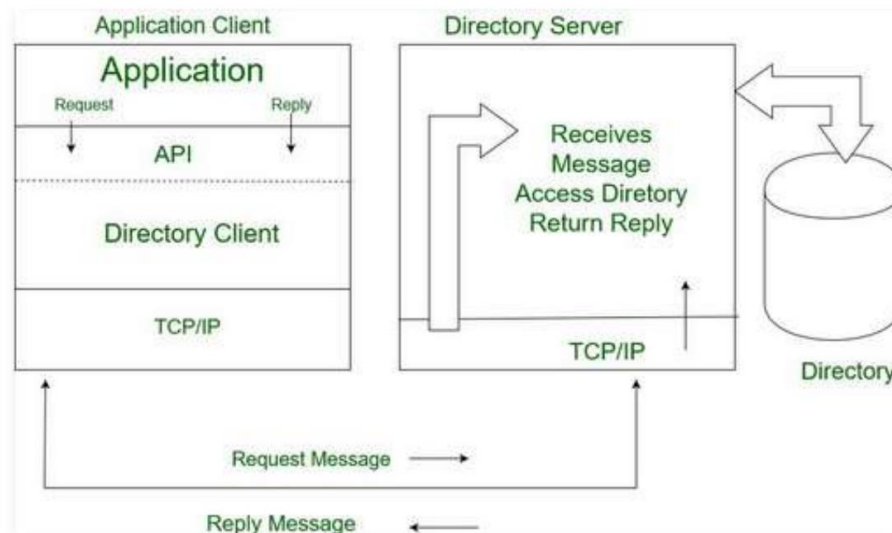 Application Client
Application
Request
Reply
API
Directory Client
TCP/IP
Directory Server
Receives
Message
Access Diretory
Return Reply
TCP/IP
Directory
Request Message
Reply Message